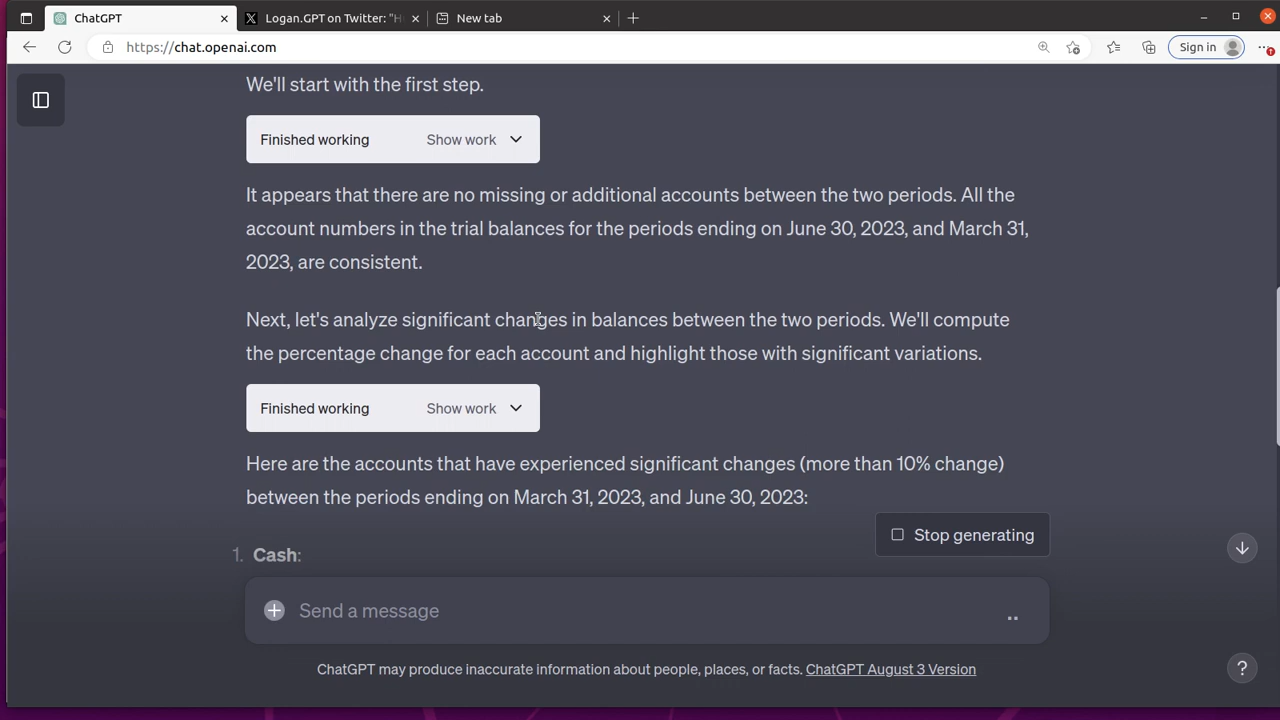 ChatGPT
Logan.GPT on Twitter: "H
New tab
https://chat.openai.com
Sign in
We'll start with the first step.
Finished working Show work
It appears that there are no missing or additional accounts between the two periods. All the
account numbers in the trial balances for the periods ending on June 30, 2023, and March 31,
2023, are consistent.
Next, let's analyze significant changes in balances between the two periods. We'll compute
the percentage change for each account and highlight those with significant variations.
Finished working Show work
Here are the accounts that have experienced significant changes (more than 10% change)
between the periods ending on March 31, 2023, and June 30, 2023:
Stop generating
1. Cash:
Send a message
ChatGPT may produce inaccurate information about people, places, or facts. ChatGPT August 3 Version
?